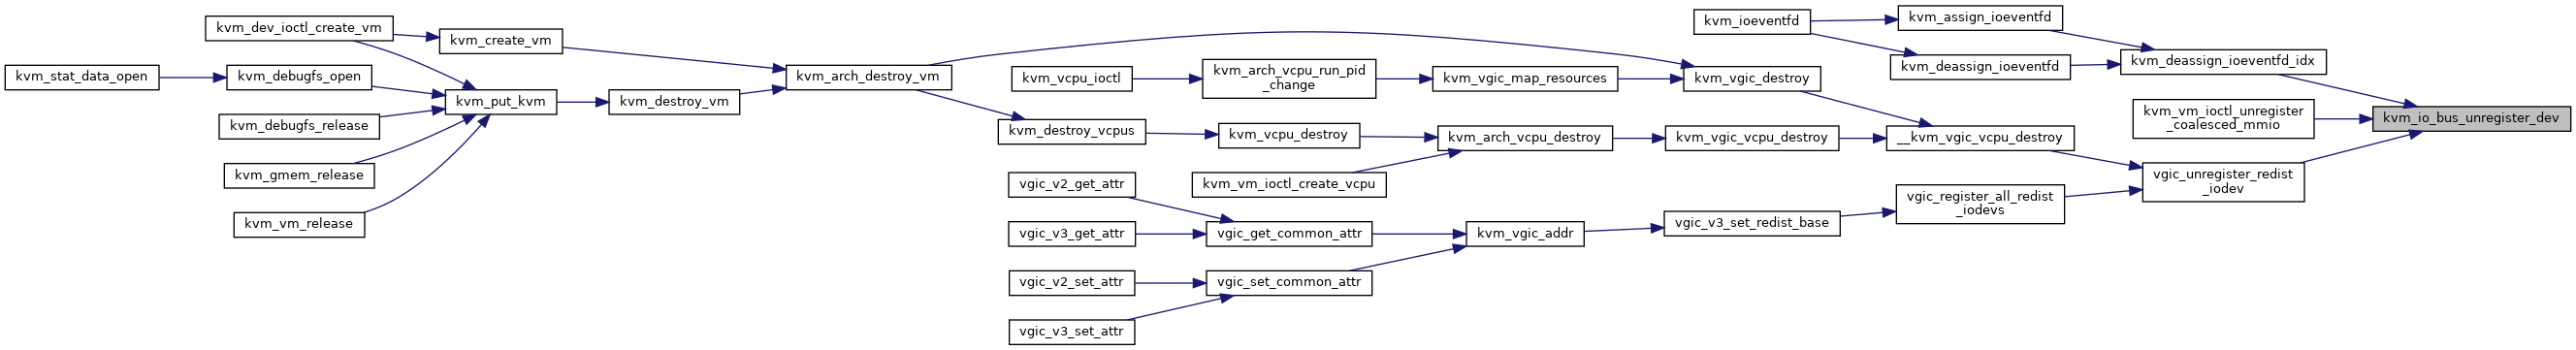 kvm_dev_ioctl_create_vm
kvm_create_vm
kvm_stat_data_open
kvm_debugfs_open
kvm_put_kvm
kvm_destroy_vm
kvm_debugfs_release
kvm_gmem_release
kvm_vm_release
kvm_arch_destroy_vm
kvm_vcpu_ioctl
kvm_arch_vcpu_run_pid
_change
kvm_vgic_map_resources
kvm_vgic_destroy
kvm_ioeventfd
kvm_assign_ioeventfd
kvm_deassign_ioeventfd
kvm_deassign_ioeventfd_idx
kvm_vm_ioctl_unregister
_coalesced_mmio
kvm_io_bus_unregister_dev
kvm_destroy_vcpus
kvm_vcpu_destroy
kvm_arch_vcpu_destroy
kvm_vgic_vcpu_destroy
__kvm_vgic_vcpu_destroy
vgic_unregister_redist
_iodev
kvm_vm_ioctl_create_vcpu
vgic_v2_get_attr
vgic_v3_get_attr
vgic_get_common_attr
kvm_vgic_addr
vgic_v3_set_redist_base
vgic_register_all_redist
_iodevs
vgic_v2_set_attr
vgic_set_common_attr
vgic_v3_set_attr